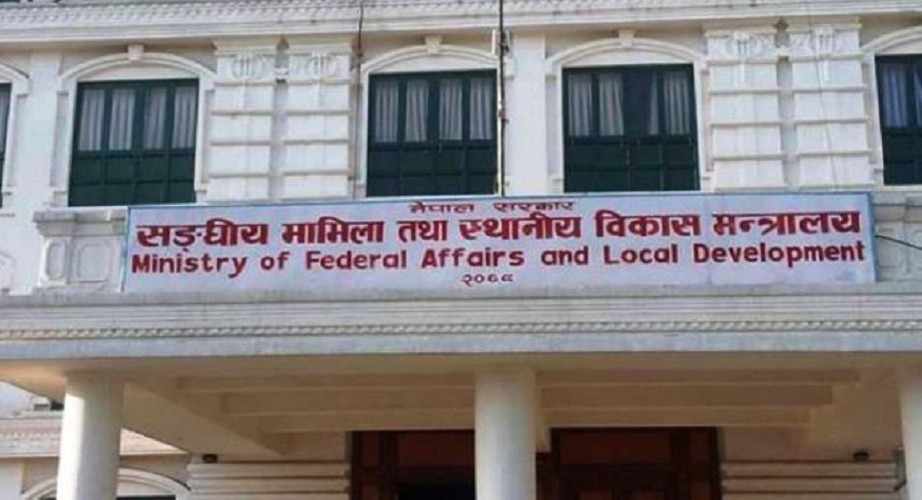 नेपाल सरकार
सङ्घीय मामिला तथा स्थानीय विकास मन्त्रालय
Ministry of Federal Affairs and Local Development
२०६९